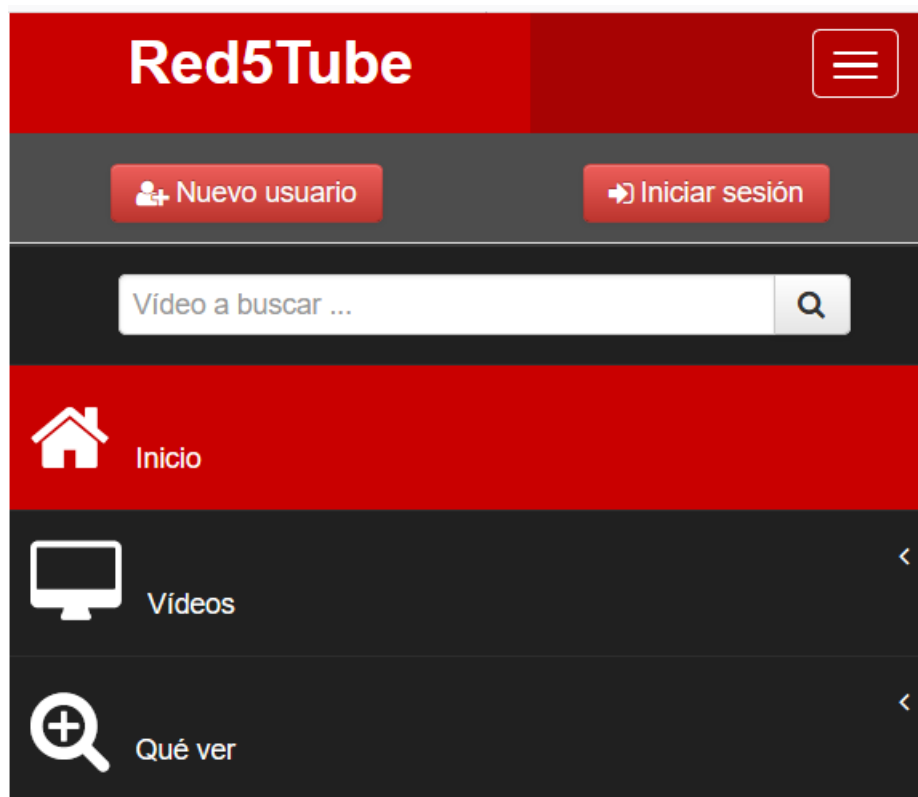 Red5Tube
Nuevo usuario
Iniciar sesión
Vídeo a buscar ...
Inicio
Vídeos
Qué ver